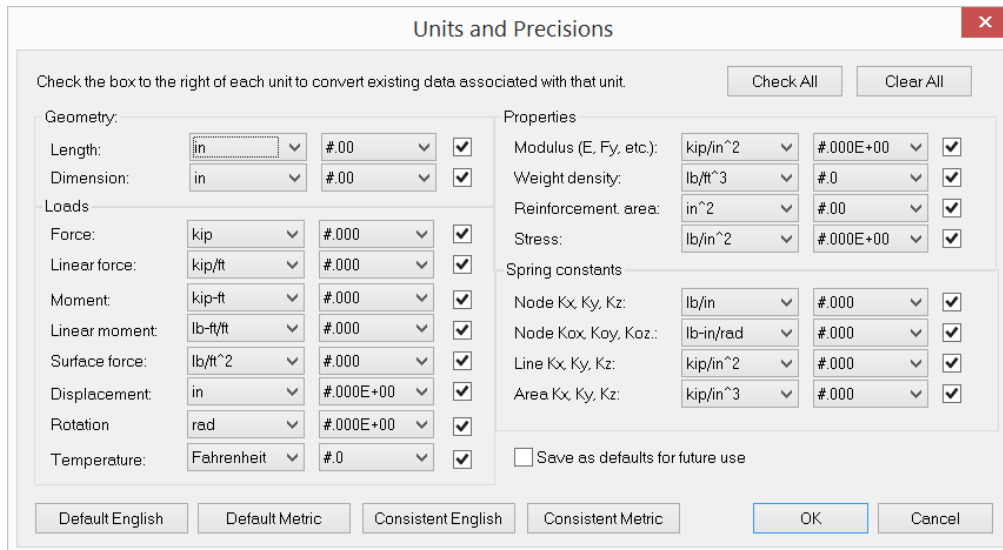 Units and Precisions
Check the box to the right of each unit to convert existing data associated with that unit.
Check All
Clear All
Geometry:
Length: in #.00
Dimension: in #.00
Loads
Force: kip #.000
Linear force: kip/ft #.000
Moment: kip-ft #.000
Linear moment: lb-ft/ft #.000
Surface force: lb/ft^2 #.000
Displacement: in #.000E+00
Rotation rad #.000E+00
Temperature: Fahrenheit #.0
Properties
Modulus (E, Fy, etc.): kip/in^2 #.000E+00
Weight density: lb/ft^3 #.0
Reinforcement. area: in^2 #.00
Stress: lb/in^2 #.000E+00
Spring constants
Node Kx, Ky, Kz: lb/in #.000
Node Kox, Koy, Koz.: lb-in/rad #.000
Line Kx, Ky, Kz: kip/in^2 #.000
Area Kx, Ky, Kz: kip/in^3 #.000
Save as defaults for future use
Default English
Default Metric
Consistent English
Consistent Metric
OK
Cancel